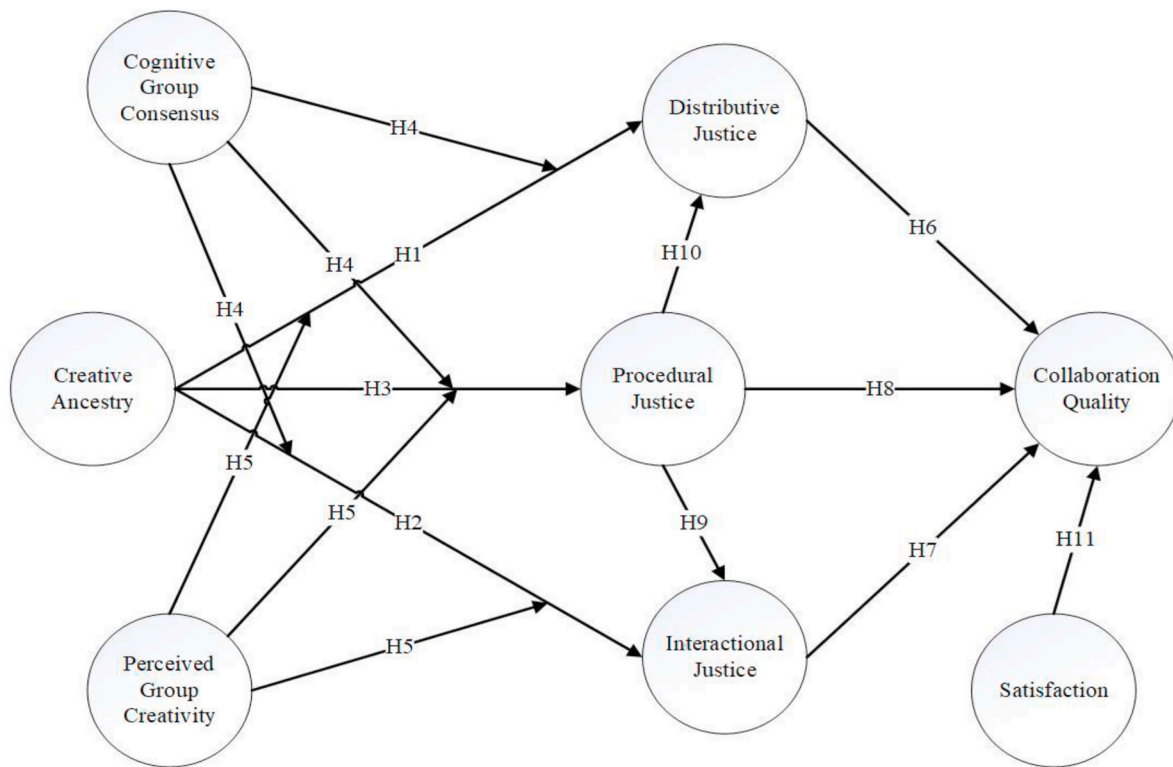 Cognitive
Group
Consensus
H4
Distributive
Justice
H1
H4
H10
H6
H4
Creative
Ancestry
H3
Procedural
Justice
H8
Collaboration
Quality
H5
H5
H2
H9
H7
H11
Perceived
Group
Creativity
H5
Interactional
Justice
Satisfaction